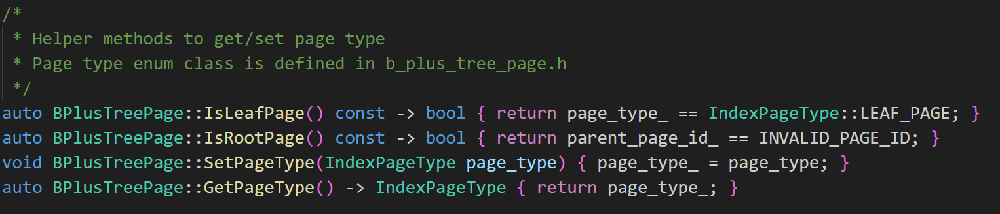 /*
 * Helper methods to get/set page type
 * Page type enum class is defined in b_plus_tree_page.h
 */
auto BPlusTreePage::IsLeafPage() const -> bool { return page_type_ == IndexPageType::LEAF_PAGE; }
auto BPlusTreePage::IsRootPage() const -> bool { return parent_page_id_ == INVALID_PAGE_ID; }
void BPlusTreePage::SetPageType(IndexPageType page_type) { page_type_ = page_type; }
auto BPlusTreePage::GetPageType() -> IndexPageType { return page_type_; }